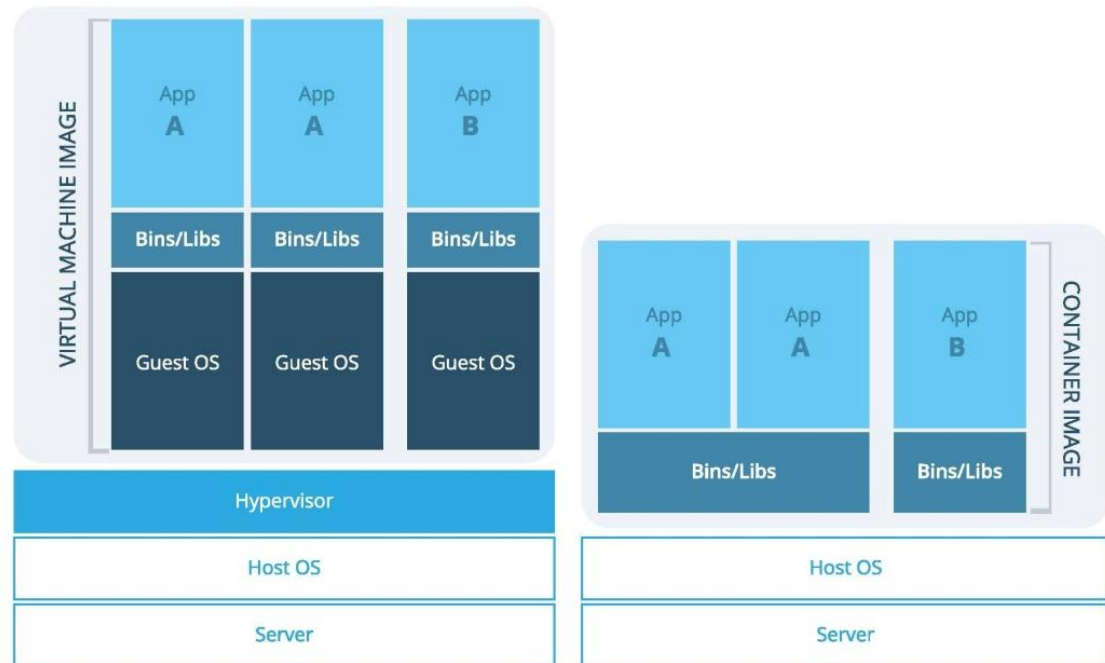 VIRTUAL MACHINE IMAGE
App
A
App
A
App
B
Bins/Libs
Bins/Libs
Bins/Libs
Guest OS
Guest OS
Guest OS
Hypervisor
Host OS
Server
App
A
App
A
App
B
Bins/Libs
Bins/Libs
CONTAINER IMAGE
Host OS
Server